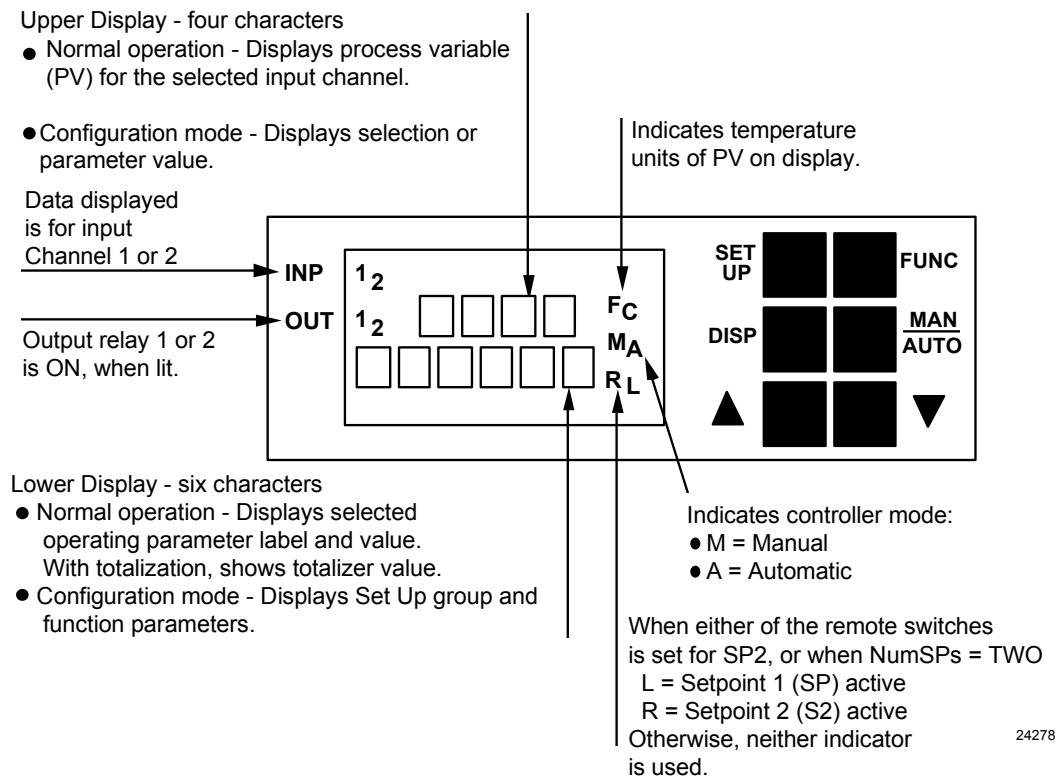 Upper Display - four characters
● Normal operation - Displays process variable
(PV) for the selected input channel.
● Configuration mode - Displays selection or
parameter value.
Indicates temperature
units of PV on display.
Data displayed
is for input
Channel 1 or 2
Output relay 1 or 2
is ON, when lit.
INP 1 2
OUT 1 2
F C
M A
R L
SET
UP
FUNC
DISP
MAN
AUTO
▲
▼
Lower Display - six characters
● Normal operation - Displays selected
operating parameter label and value.
With totalization, shows totalizer value.
● Configuration mode - Displays Set Up group and
function parameters.
Indicates controller mode:
● M = Manual
● A = Automatic
When either of the remote switches
is set for SP2, or when NumSPs = TWO
L = Setpoint 1 (SP) active
R = Setpoint 2 (S2) active
Otherwise, neither indicator
is used.
24278